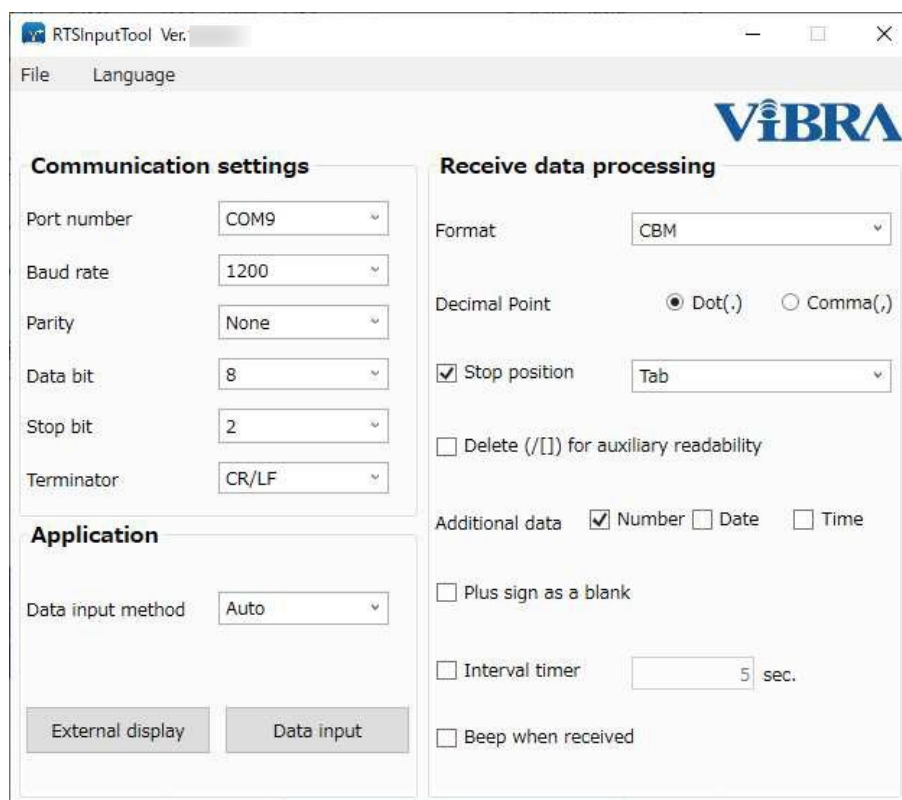 RTSInputTool Ver.
File Language
ViBRA
Communication settings
Port number COM9
Baud rate 1200
Parity None
Data bit 8
Stop bit 2
Terminator CR/LF
Application
Data input method Auto
External display Data input
Receive data processing
Format CBM
Decimal Point Dot(.) Comma(,)
Stop position Tab
Delete (/[]) for auxiliary readability
Additional data Number Date Time
Plus sign as a blank
Interval timer 5 sec.
Beep when received